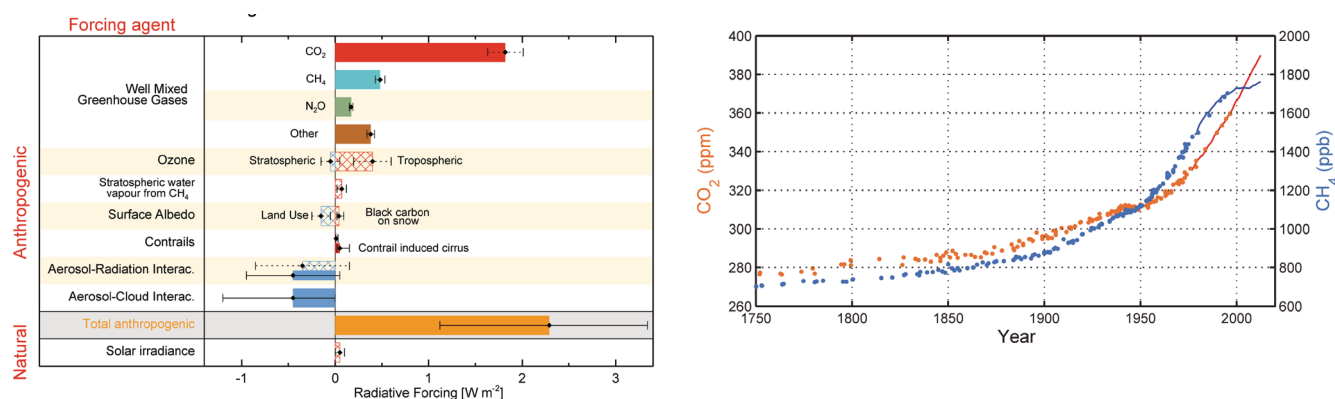 Forcing agent
Anthropogenic
Natural
Well Mixed
Greenhouse Gases
CO₂
CH₄
N₂O
Other
Ozone
Stratospheric
Tropospheric
Stratospheric water
vapour from CH₄
Surface Albedo
Land Use
Black carbon
on snow
Contrails
Contrail induced cirrus
Aerosol-Radiation Interac.
Aerosol-Cloud Interac.
Total anthropogenic
Solar irradiance
-1 0 1 2 3
Radiative Forcing [W m⁻²]
CO₂ (ppm)
400
380
360
340
320
300
280
260
2000
1800
1600
1400
1200
1000
800
600
CH₄ (ppb)
1750 1800 1850 1900 1950 2000
Year